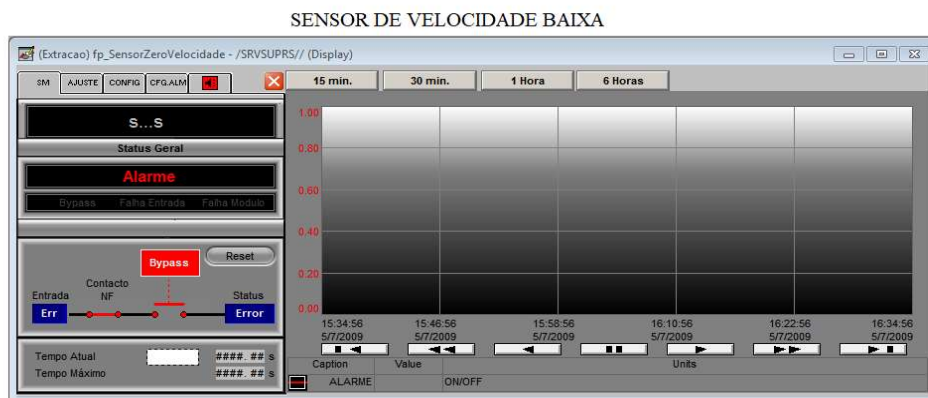 SENSOR DE VELOCIDADE BAIXA
(Extracao) fp_SensorZeroVelocidade - /SRVSUPRS// (Display)
SM AJUSTE CONFIG CFG.ALM
15 min. 30 min. 1 Hora 6 Horas
S...S
Status Geral
Alarme
Bypass Falha Entrada Falha Modulo
Bypass Reset
Contacto
Entrada NF Status
Err Error
Tempo Atual ####.## s
Tempo Máximo ####.## s
1.00
0.80
0.60
0.40
0.20
0.00
15:34:56 15:46:56 15:58:56 16:10:56 16:22:56 16:34:56
5/7/2009 5/7/2009 5/7/2009 5/7/2009 5/7/2009 5/7/2009
Caption Value Units
ALARME ON/OFF